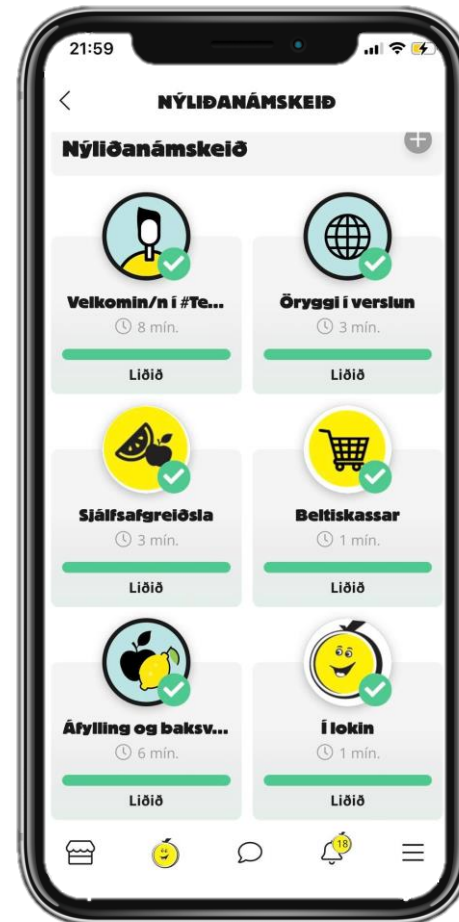 21:59
NÝLIÐANÁMSKEIÐ
Nýliðanámskeið
Velkomin/n í #Te...
8 mín.
Liðið
Öryggi í verslun
3 mín.
Liðið
Sjálfsafgreiðsla
3 mín.
Liðið
Beltiskassar
1 mín.
Liðið
Áfylling og baksv...
6 mín.
Liðið
Í lokin
1 mín.
Liðið
18